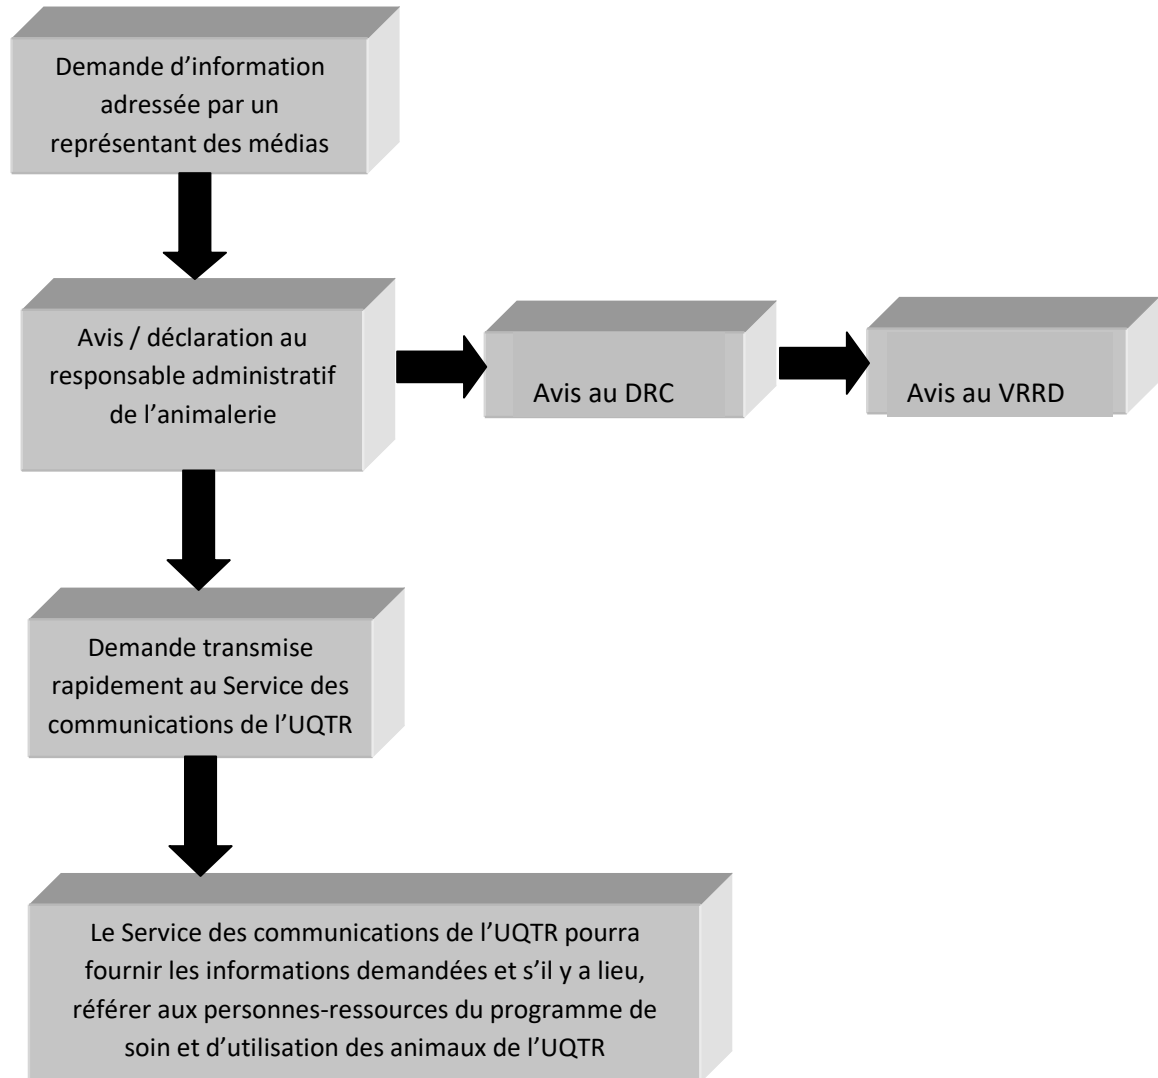 Demande d’information
adressée par un
représentant des médias
Avis / déclaration au
responsable administratif
de l’animalerie
Avis au DRC
Avis au VRRD
Demande transmise
rapidement au Service des
communications de l’UQTR
Le Service des communications de l’UQTR pourra
fournir les informations demandées et s’il y a lieu,
référer aux personnes-ressources du programme de
soin et d’utilisation des animaux de l’UQTR